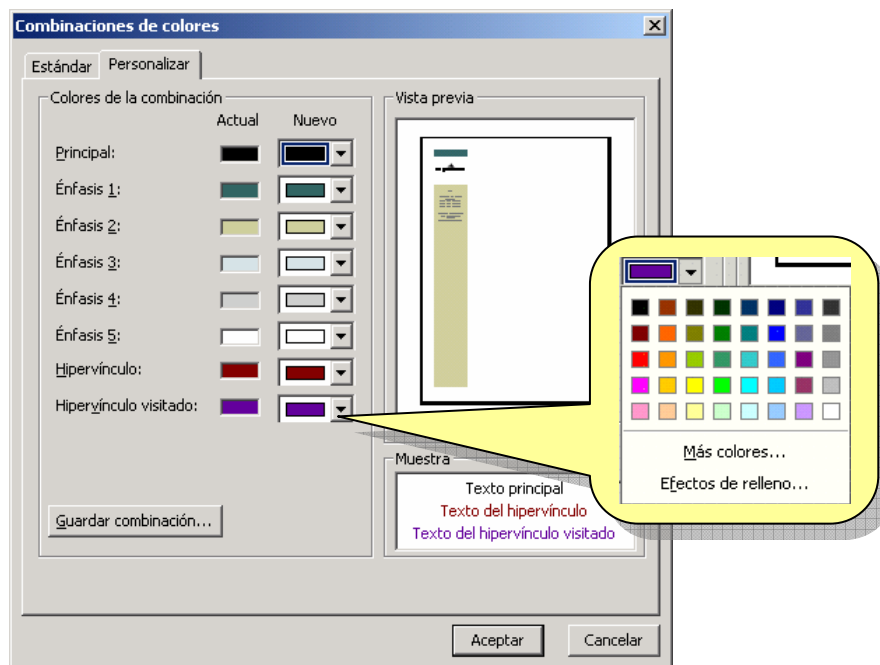 Combinaciones de colores
Estándar Personalizar
Colores de la combinación
Actual Nuevo
Principal:
Énfasis 1:
Énfasis 2:
Énfasis 3:
Énfasis 4:
Énfasis 5:
Hipervínculo:
Hipervínculo visitado:
Guardar combinación...
Vista previa
Muestra
Texto principal
Texto del hipervínculo
Texto del hipervínculo visitado
Más colores...
Efectos de relleno...
Aceptar Cancelar